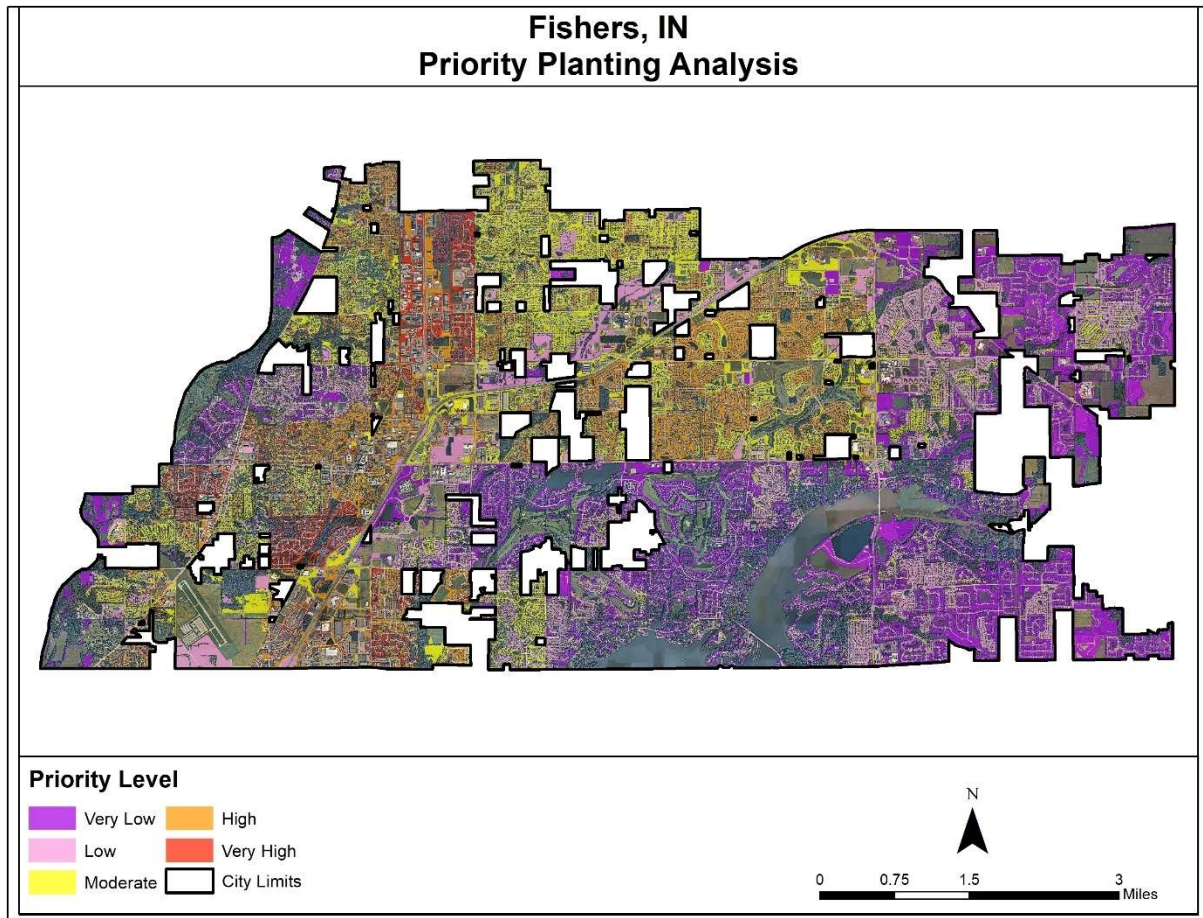 Fishers, IN
Priority Planting Analysis
Priority Level
Very Low
High
Low
Very High
Moderate
City Limits
N
0 0.75 1.5 3
Miles